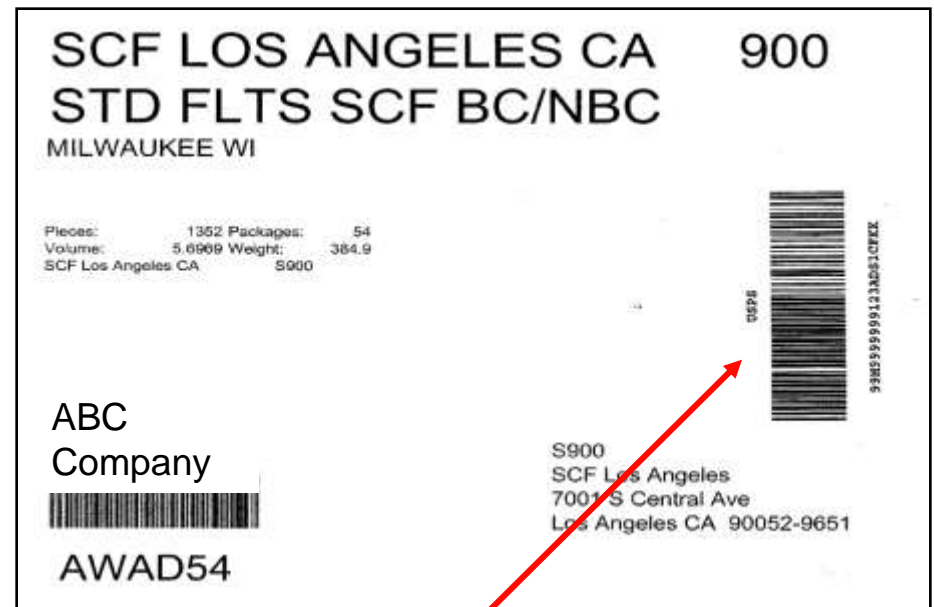 SCF LOS ANGELES CA 900
STD FLTS SCF BC/NBC
MILWAUKEE WI
Pieces: 1352 Packages: 54
Volume: 5.6969 Weight: 384.9
SCF Los Angeles CA S900
USPS
99M9999999123ADS1CFXX
ABC
Company
S900
SCF Los Angeles
7001 S Central Ave
Los Angeles CA 90052-9651
AWAD54